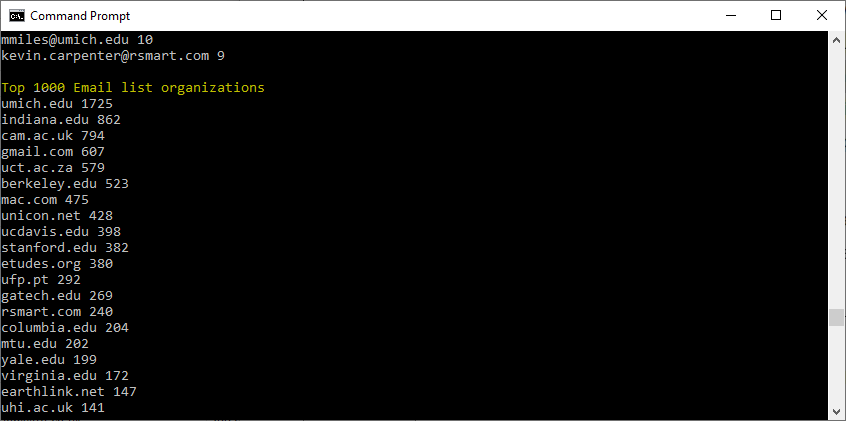 Command Prompt
mmiles@umich.edu 10
kevin.carpenter@rsmart.com 9
Top 1000 Email list organizations
umich.edu 1725
indiana.edu 862
cam.ac.uk 794
gmail.com 607
uct.ac.za 579
berkeley.edu 523
mac.com 475
unicon.net 428
ucdavis.edu 398
stanford.edu 382
etudes.org 380
ufp.pt 292
gatech.edu 269
rsmart.com 240
columbia.edu 204
mtu.edu 202
yale.edu 199
virginia.edu 172
earthlink.net 147
uhi.ac.uk 141